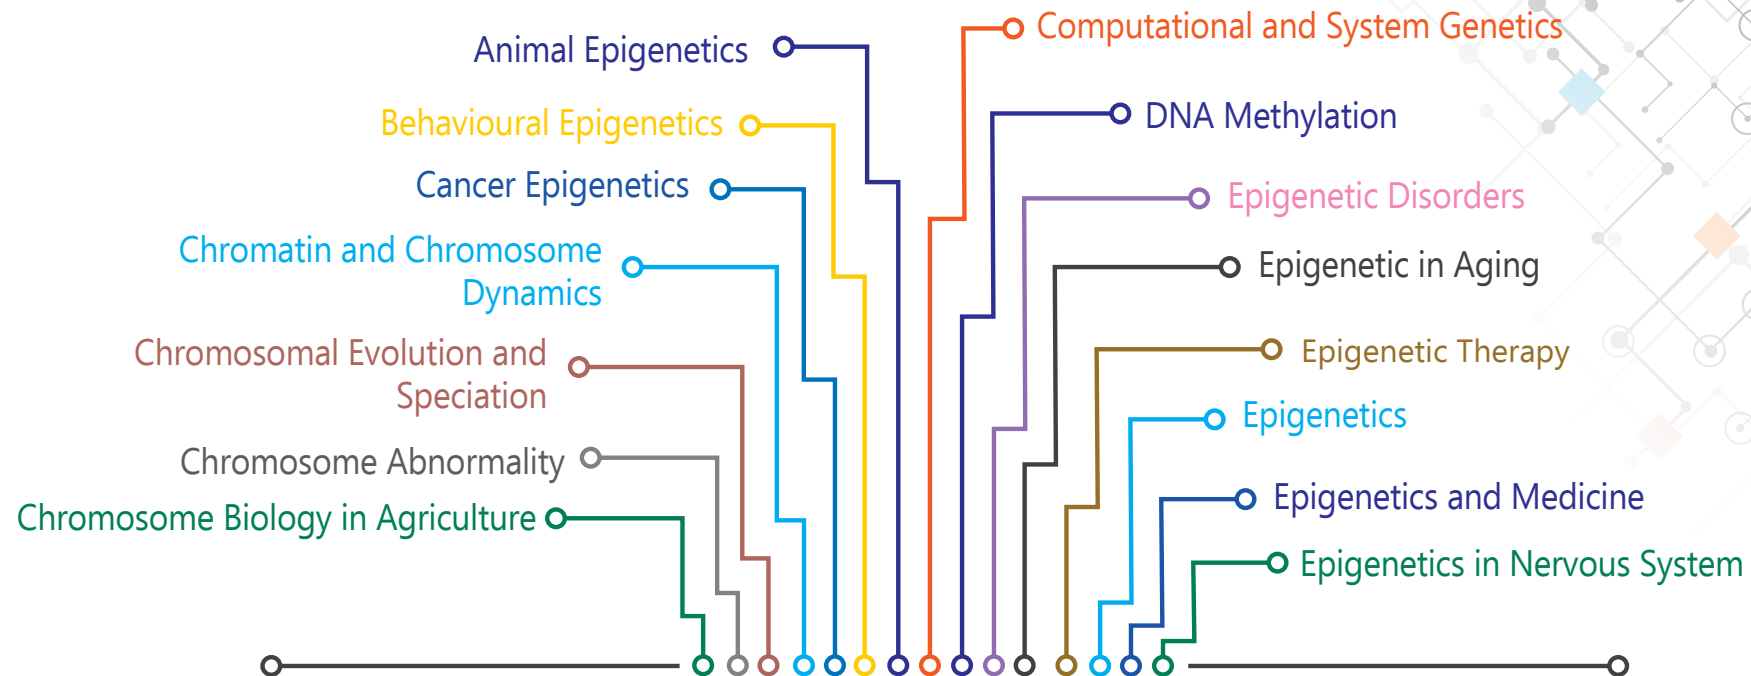 Animal Epigenetics
Behavioural Epigenetics
Cancer Epigenetics
Chromatin and Chromosome
Dynamics
Chromosomal Evolution and
Speciation
Chromosome Abnormality
Chromosome Biology in Agriculture
Computational and System Genetics
DNA Methylation
Epigenetic Disorders
Epigenetic in Aging
Epigenetic Therapy
Epigenetics
Epigenetics and Medicine
Epigenetics in Nervous System